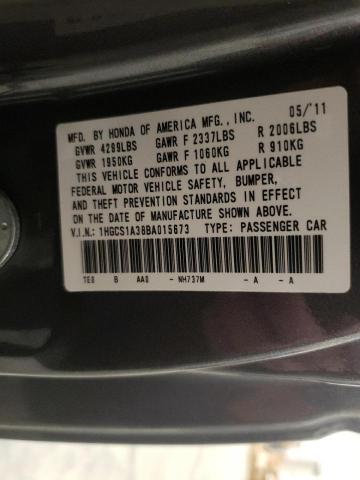 MFD. BY HONDA OF AMERICA MFG., INC. 05/'11
GVWR 4299LBS GAWR F 2337LBS R 2006LBS
GVWR 1950KG GAWR F 1060KG R 910KG
THIS VEHICLE CONFORMS TO ALL APPLICABLE
FEDERAL MOTOR VEHICLE SAFETY, BUMPER,
AND THEFT PREVENTION STANDARDS IN EFFECT
ON THE DATE OF MANUFACTURE SHOWN ABOVE.
V.I.N.: 1HGCS1A38BA015673 TYPE: PASSENGER CAR
TE0 B AA0 - NH737M - A - A